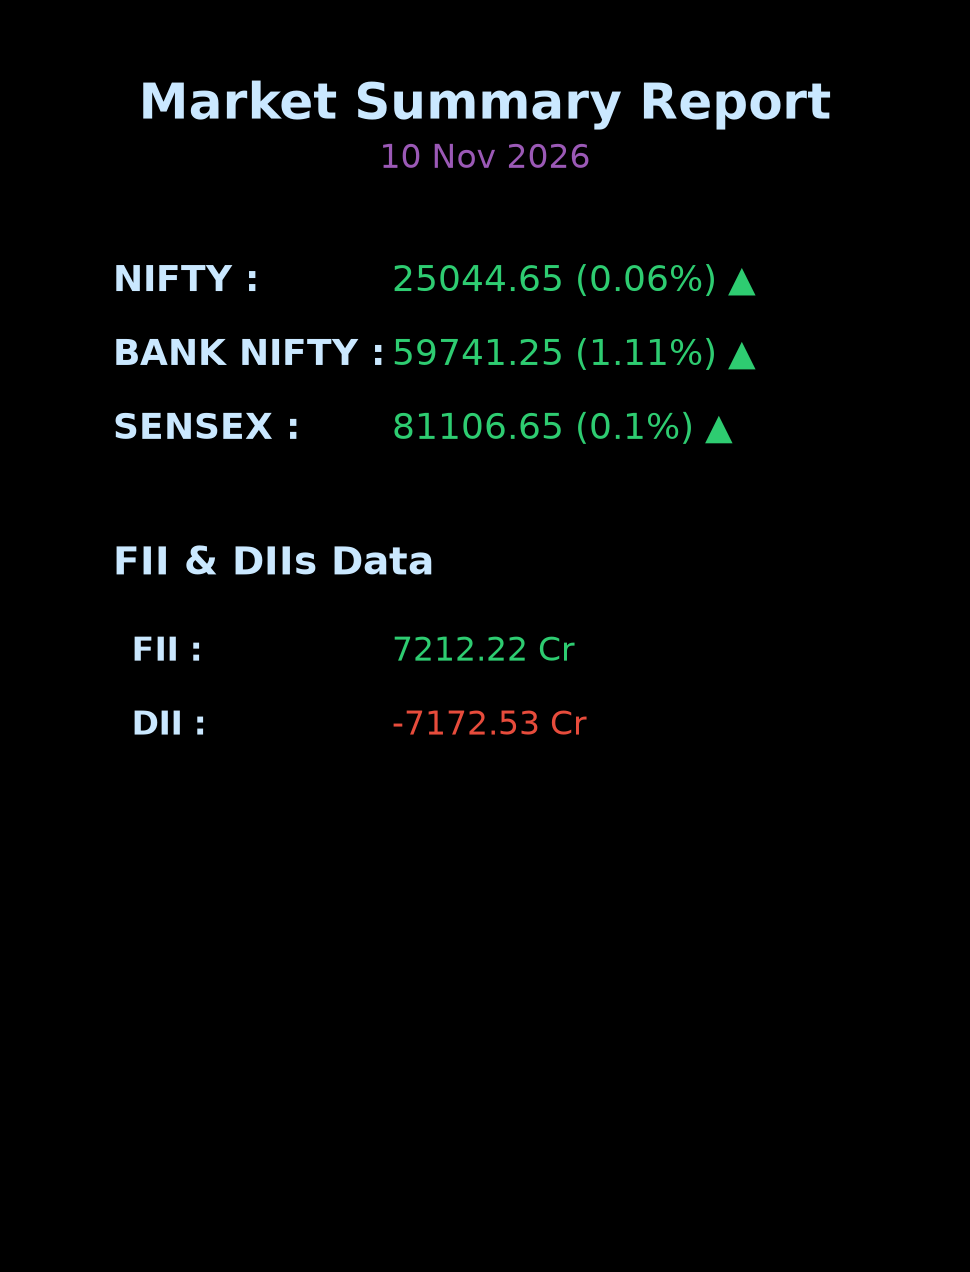 Market Summary Report
10 Nov 2026
NIFTY : 25044.65 (0.06%) ▲
BANK NIFTY : 59741.25 (1.11%) ▲
SENSEX : 81106.65 (0.1%) ▲
FII & DIIs Data
FII : 7212.22 Cr
DII : -7172.53 Cr